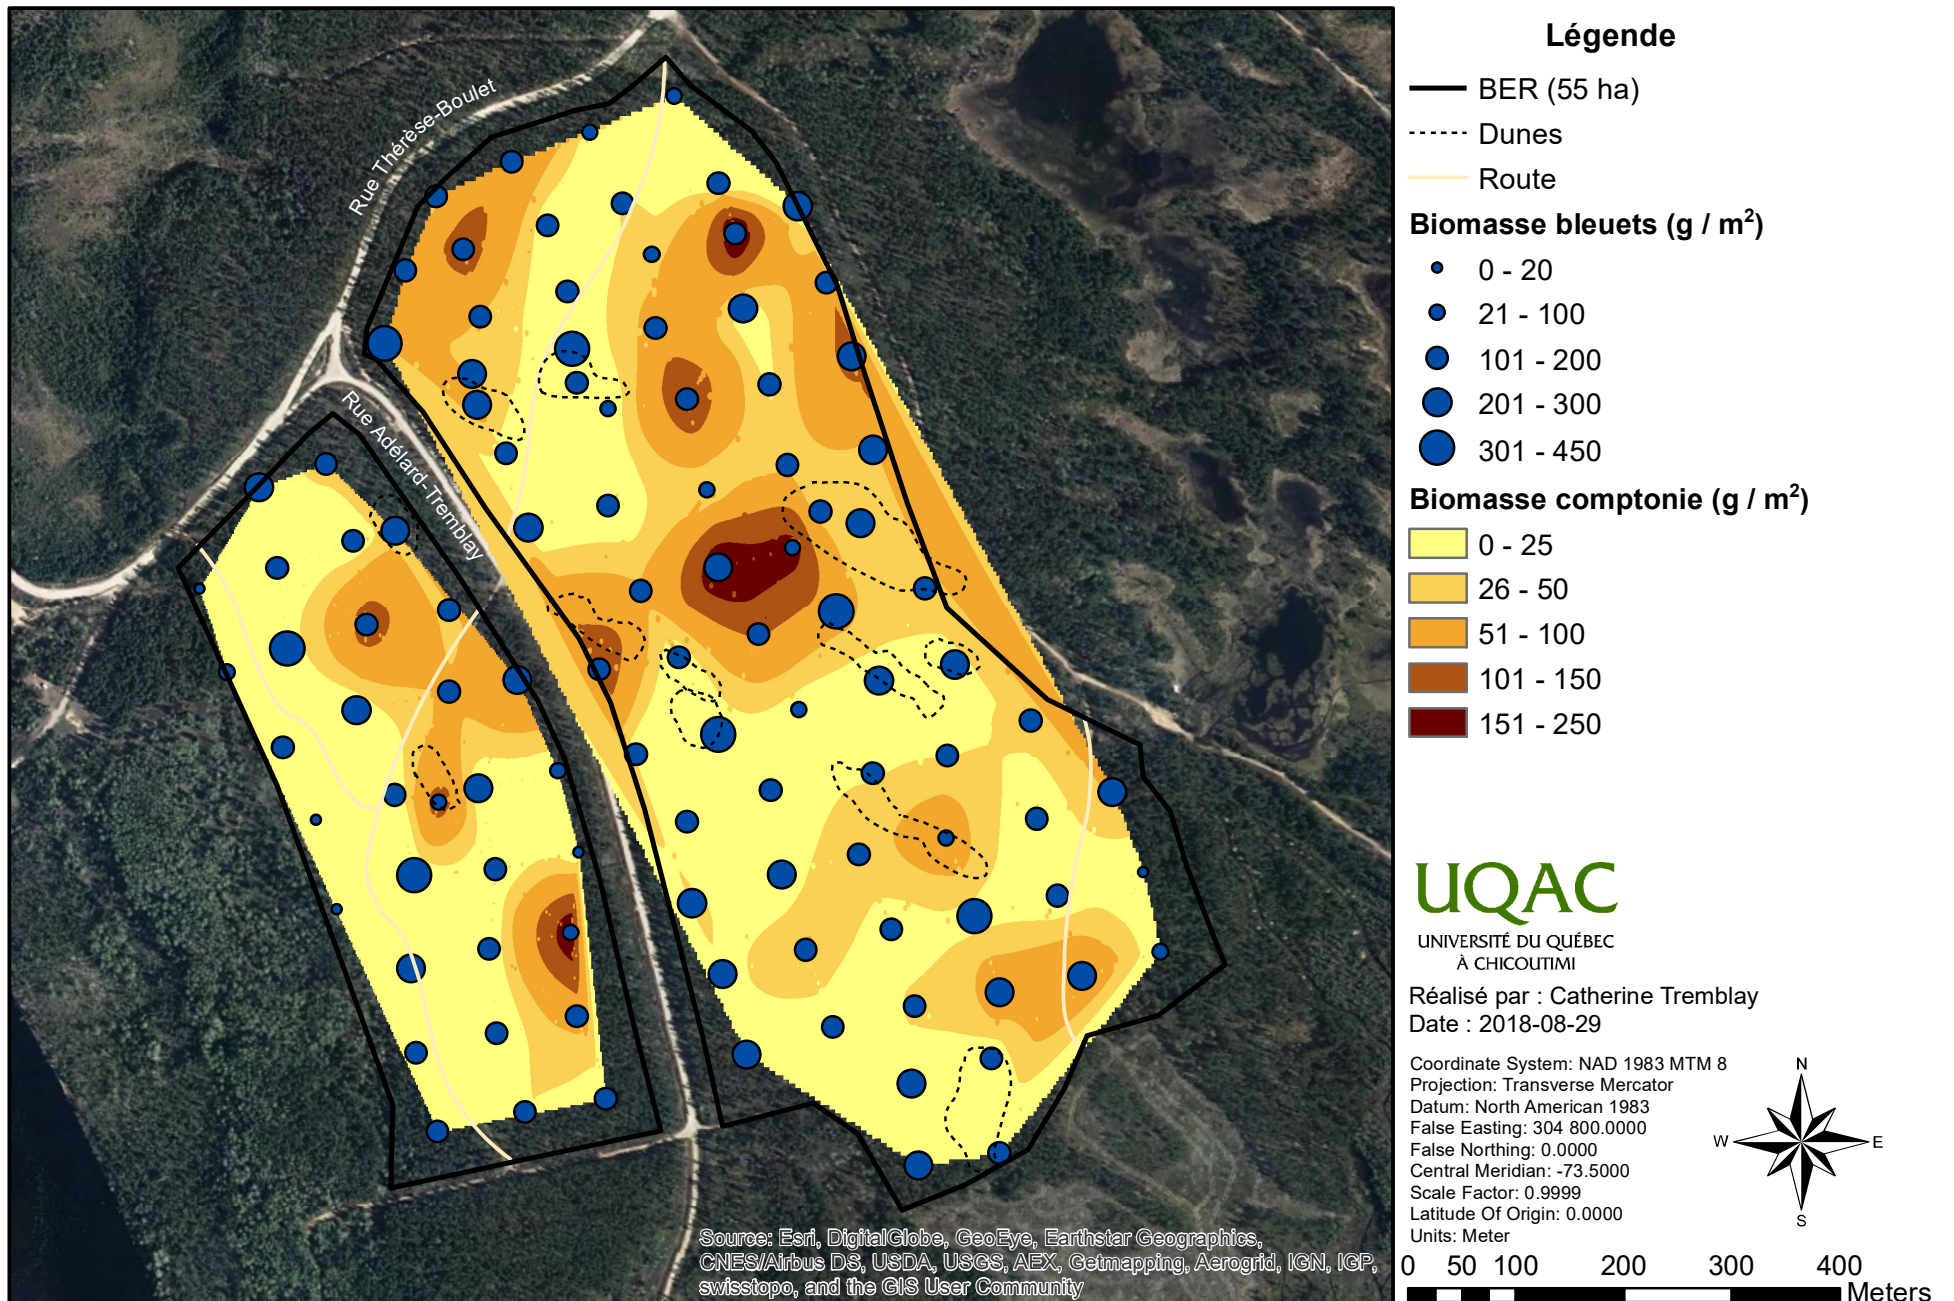 Rue Thérèse-Boulet
Rue Adélard-Tremblay
Source: Esri, DigitalGlobe, GeoEye, Earthstar Geographics,
CNES/Airbus DS, USDA, USGS, AEX, Getmapping, Aerogrid, IGN, IGP,
swisstopo, and the GIS User Community
Légende
BER (55 ha)
Dunes
Route
Biomasse bleuets (g / m²)
0 - 20
21 - 100
101 - 200
201 - 300
301 - 450
Biomasse comptonie (g / m²)
0 - 25
26 - 50
51 - 100
101 - 150
151 - 250
UQAC
UNIVERSITÉ DU QUÉBEC
À CHICOUTIMI
Réalisé par : Catherine Tremblay
Date : 2018-08-29
Coordinate System: NAD 1983 MTM 8
Projection: Transverse Mercator
Datum: North American 1983
False Easting: 304 800.0000
False Northing: 0.0000
Central Meridian: -73.5000
Scale Factor: 0.9999
Latitude Of Origin: 0.0000
Units: Meter
N
W E
S
0 50 100 200 300 400
Meters